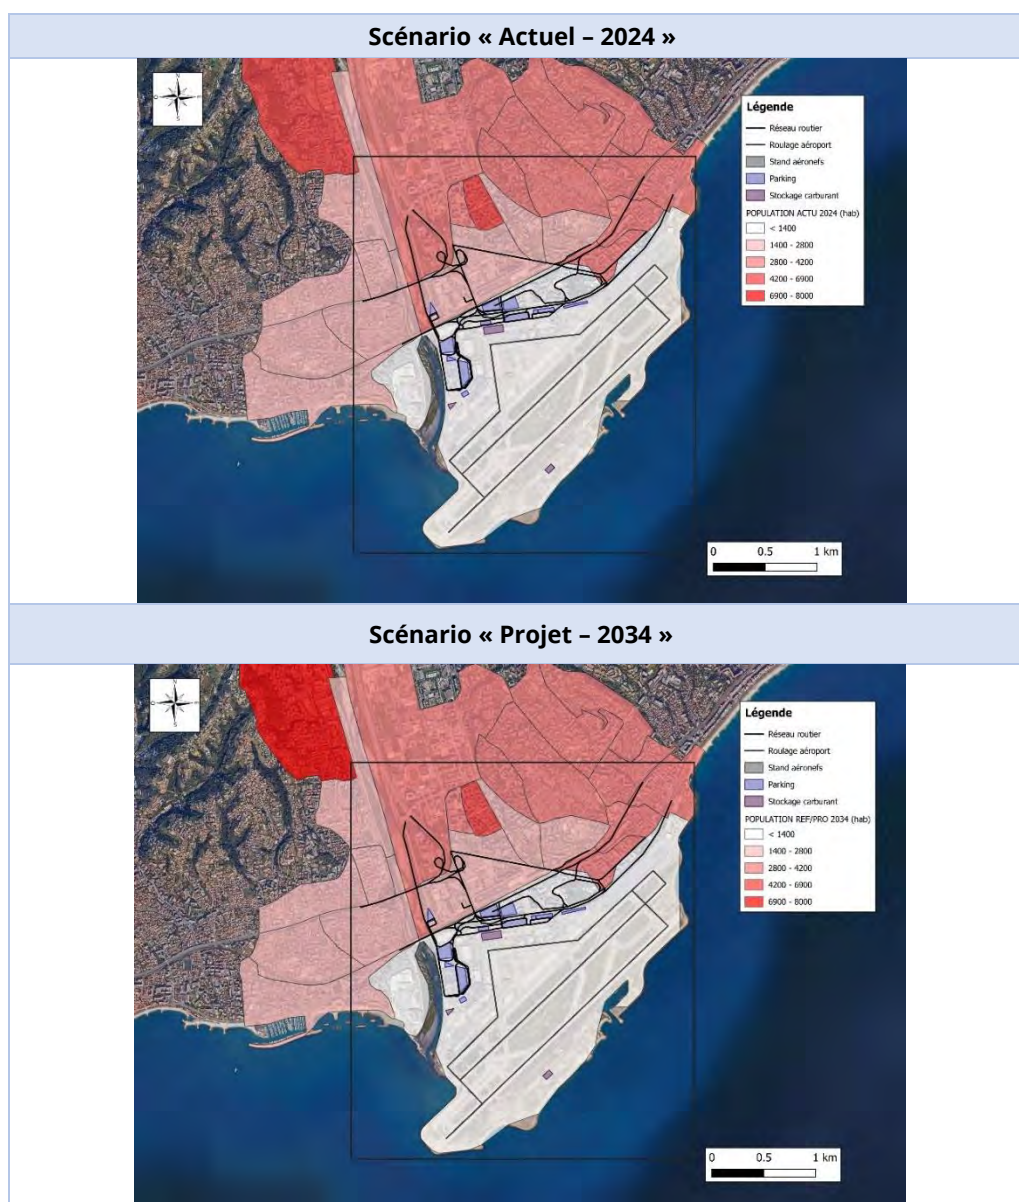 Scénario « Actuel – 2024 »
N
S
Légende
Réseau routier
Roulage aéroport
Stand aéronefs
Parking
Stockage carburant
POPULATION ACTU 2024 (hab)
< 1400
1400 - 2800
2800 - 4200
4200 - 6900
6900 - 8000
0 0.5 1 km
Scénario « Projet – 2034 »
N
S
Légende
Réseau routier
Roulage aéroport
Stand aéronefs
Parking
Stockage carburant
POPULATION REF/PRO 2034 (hab)
< 1400
1400 - 2800
2800 - 4200
4200 - 6900
6900 - 8000
0 0.5 1 km